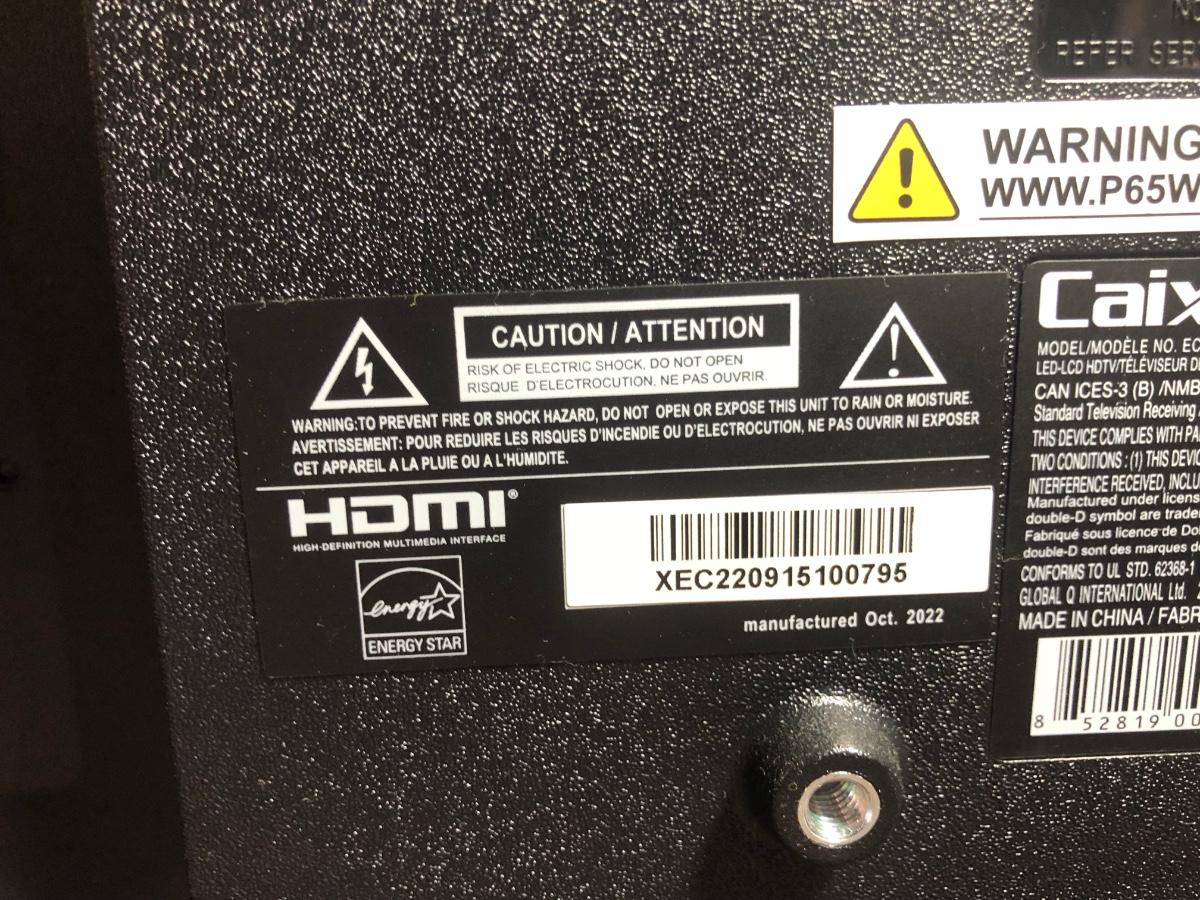 REFER SER
WARNING
WWW.P65W
CAUTION / ATTENTION
RISK OF ELECTRIC SHOCK, DO NOT OPEN
RISQUE D'ELECTROCUTION. NE PAS OUVRIR.
WARNING:TO PREVENT FIRE OR SHOCK HAZARD, DO NOT OPEN OR EXPOSE THIS UNIT TO RAIN OR MOISTURE.
AVERTISSEMENT: POUR REDUIRE LES RISQUES D'INCENDIE OU D'ELECTROCUTION, NE PAS OUVRIR NI EXPOSER
CET APPAREIL A LA PLUIE OU A L'HUMIDITE.
HDMI®
HIGH-DEFINITION MULTIMEDIA INTERFACE
energy
ENERGY STAR
XEC220915100795
manufactured Oct. 2022
Caix
MODEL/MODÈLE NO. EC
LED-LCD HDTV/TÉLÉVISEUR D
CAN ICES-3 (B) /NMB
Standard Television Receiving
THIS DEVICE COMPLIES WITH PA
TWO CONDITIONS : (1) THIS DEVIC
INTERFERENCE RECEIVED, INCLU
Manufactured under licens
double-D symbol are trade
Fabriqué sous licence de Do
double-D sont des marques d
CONFORMS TO UL STD. 62368-1
GLOBAL Q INTERNATIONAL Ltd.
MADE IN CHINA / FABR
8 52819 00